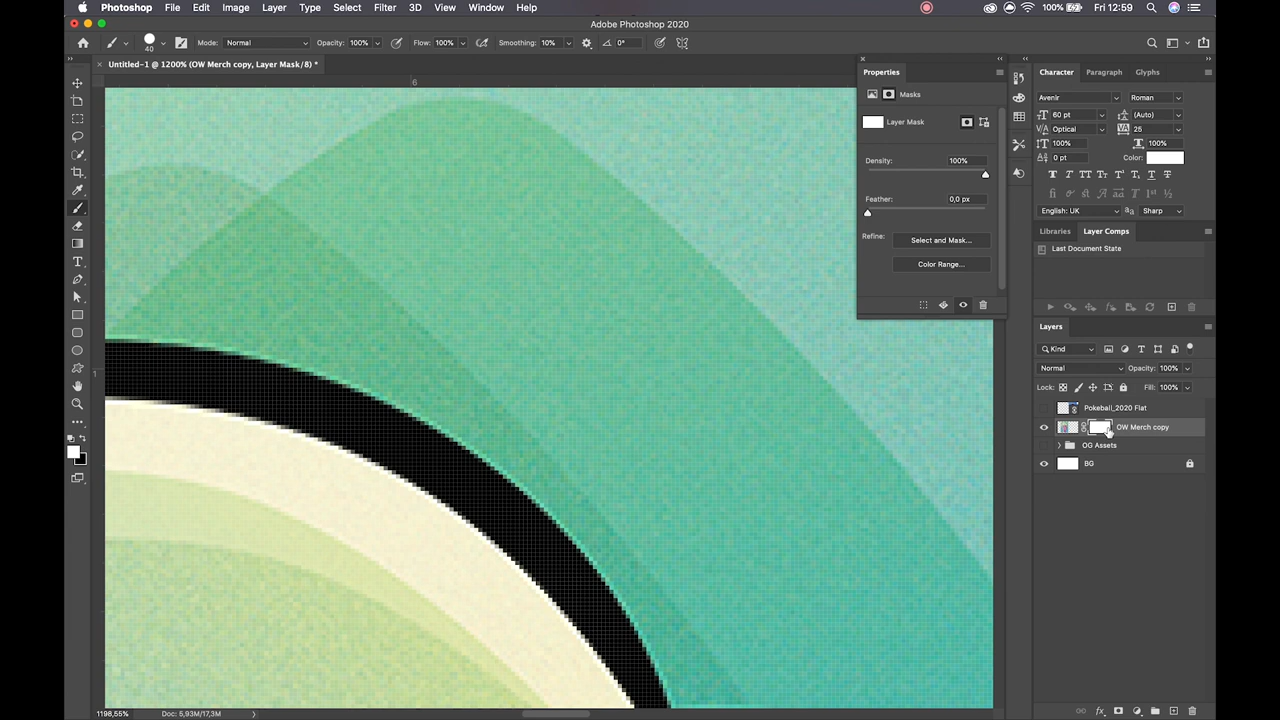 Photoshop File Edit Image Layer Type Select Filter 3D View Window Help 100% Fri 12:59
Adobe Photoshop 2020
40 Mode: Normal Opacity: 100% Flow: 100% Smoothing: 10% 0°
Untitled-1 @ 1200% (OW Merch copy, Layer Mask/8) *
6
1
Properties
Masks
Layer Mask
Density: 100%
Feather: 0,0 px
Refine: Select and Mask...
Color Range...
Character Paragraph Glyphs
Avenir Roman
60 pt (Auto)
Optical 25
100% 100%
0 pt Color:
English: UK Sharp
Libraries Layer Comps
Last Document State
Layers
Kind
Normal Opacity: 100%
Lock: Fill: 100%
Pokeball_2020 Flat
OW Merch copy
OG Assets
BG
1198,55% Doc: 5,93M/17,3M